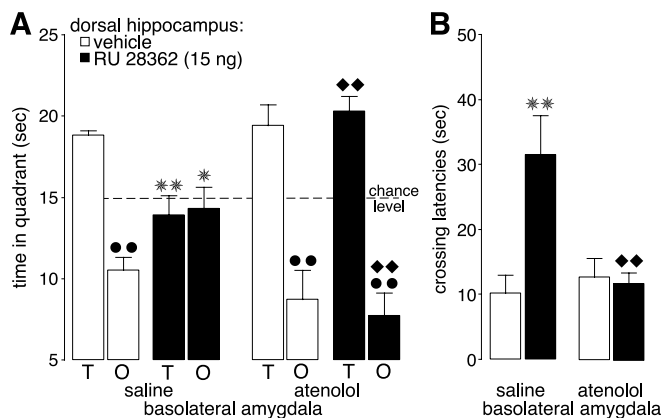 A
dorsal hippocampus:
vehicle
RU 28362 (15 ng)
time in quadrant (sec)
25
20
15
10
5
chance
level
T O T O T O T O
saline atenolol
basolateral amygdala
B
crossing latencies (sec)
50
40
30
20
10
0
saline atenolol
basolateral amygdala